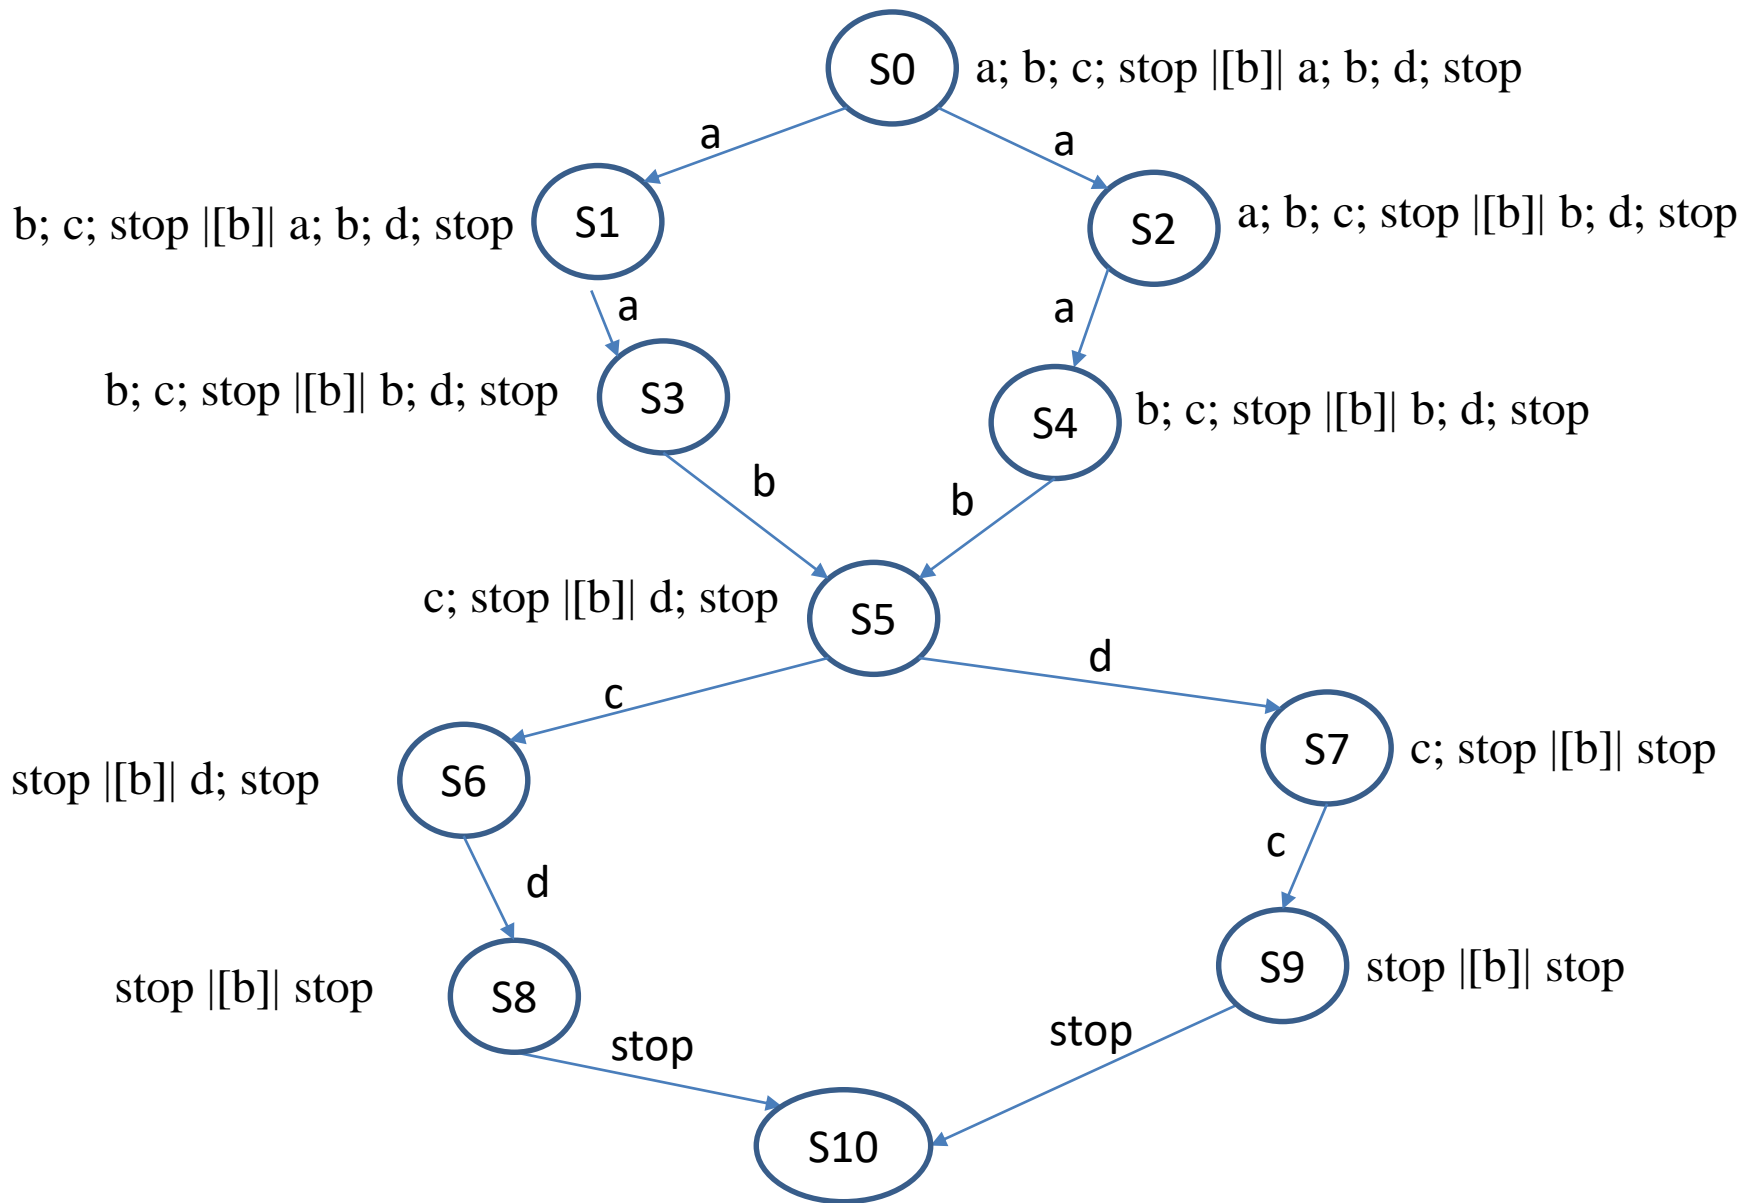 S0 a; b; c; stop |[b]| a; b; d; stop
a a
b; c; stop |[b]| a; b; d; stop S1 S2 a; b; c; stop |[b]| b; d; stop
a a
b; c; stop |[b]| b; d; stop S3 S4 b; c; stop |[b]| b; d; stop
b b
c; stop |[b]| d; stop S5
c d
stop |[b]| d; stop S6 S7 c; stop |[b]| stop
d c
stop |[b]| stop S8 S9 stop |[b]| stop
stop stop
S10